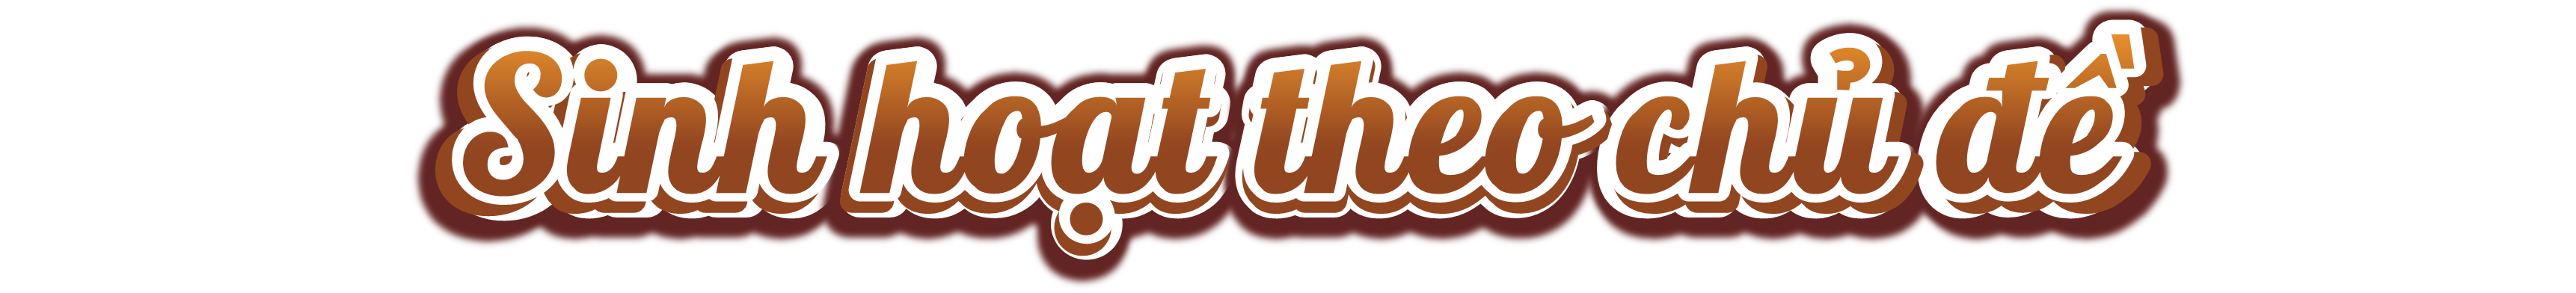 Sinh hoạt theo chủ đề